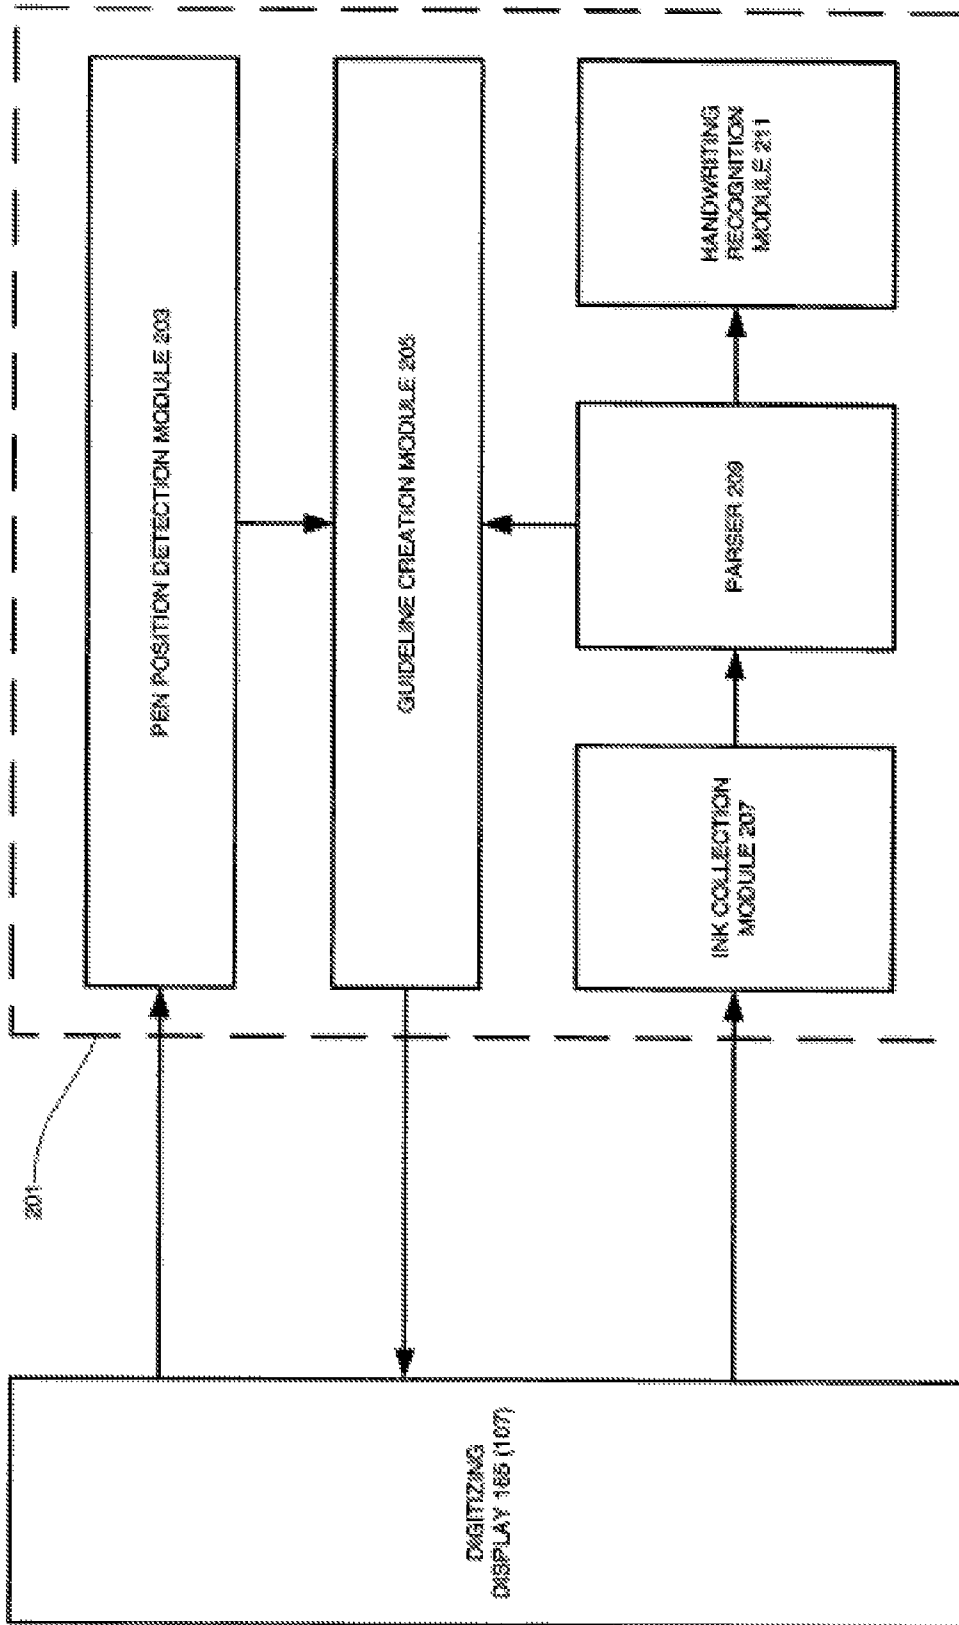 DIGITIZING
DISPLAY 165 (107)
201
PEN POSITION DETECTION MODULE 203
GUIDELINE CREATION MODULE 205
INK COLLECTION
MODULE 207
PARSER 209
HANDWRITING
RECOGNITION
MODULE 211